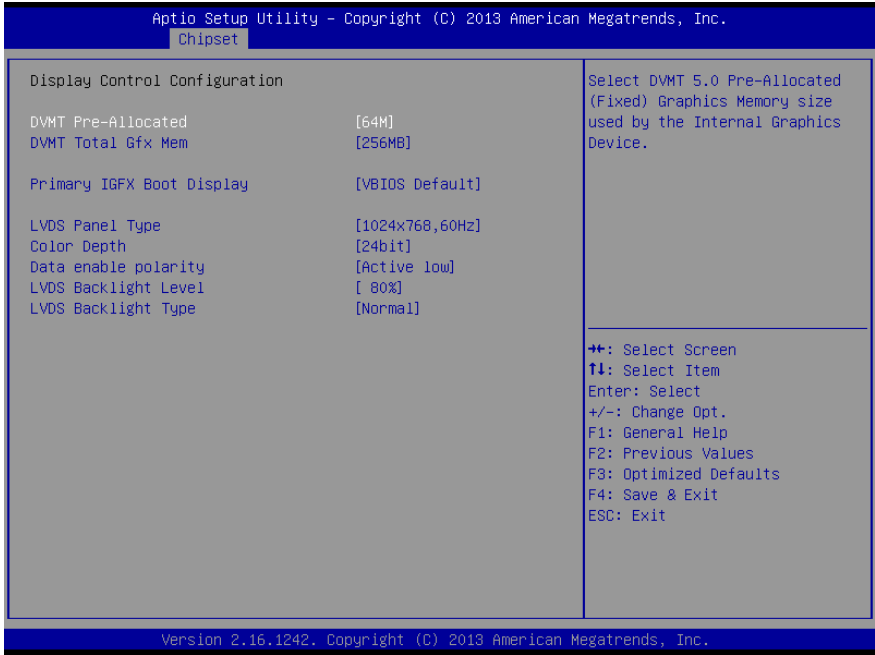 Aptio Setup Utility – Copyright (C) 2013 American Megatrends, Inc.
Chipset
Display Control Configuration
DVMT Pre-Allocated [64M]
DVMT Total Gfx Mem [256MB]
Primary IGFX Boot Display [VBIOS Default]
LVDS Panel Type [1024x768,60Hz]
Color Depth [24bit]
Data enable polarity [Active low]
LVDS Backlight Level [ 80%]
LVDS Backlight Type [Normal]
Select DVMT 5.0 Pre-Allocated
(Fixed) Graphics Memory size
used by the Internal Graphics
Device.
→←: Select Screen
↑↓: Select Item
Enter: Select
+/-: Change Opt.
F1: General Help
F2: Previous Values
F3: Optimized Defaults
F4: Save & Exit
ESC: Exit
Version 2.16.1242. Copyright (C) 2013 American Megatrends, Inc.